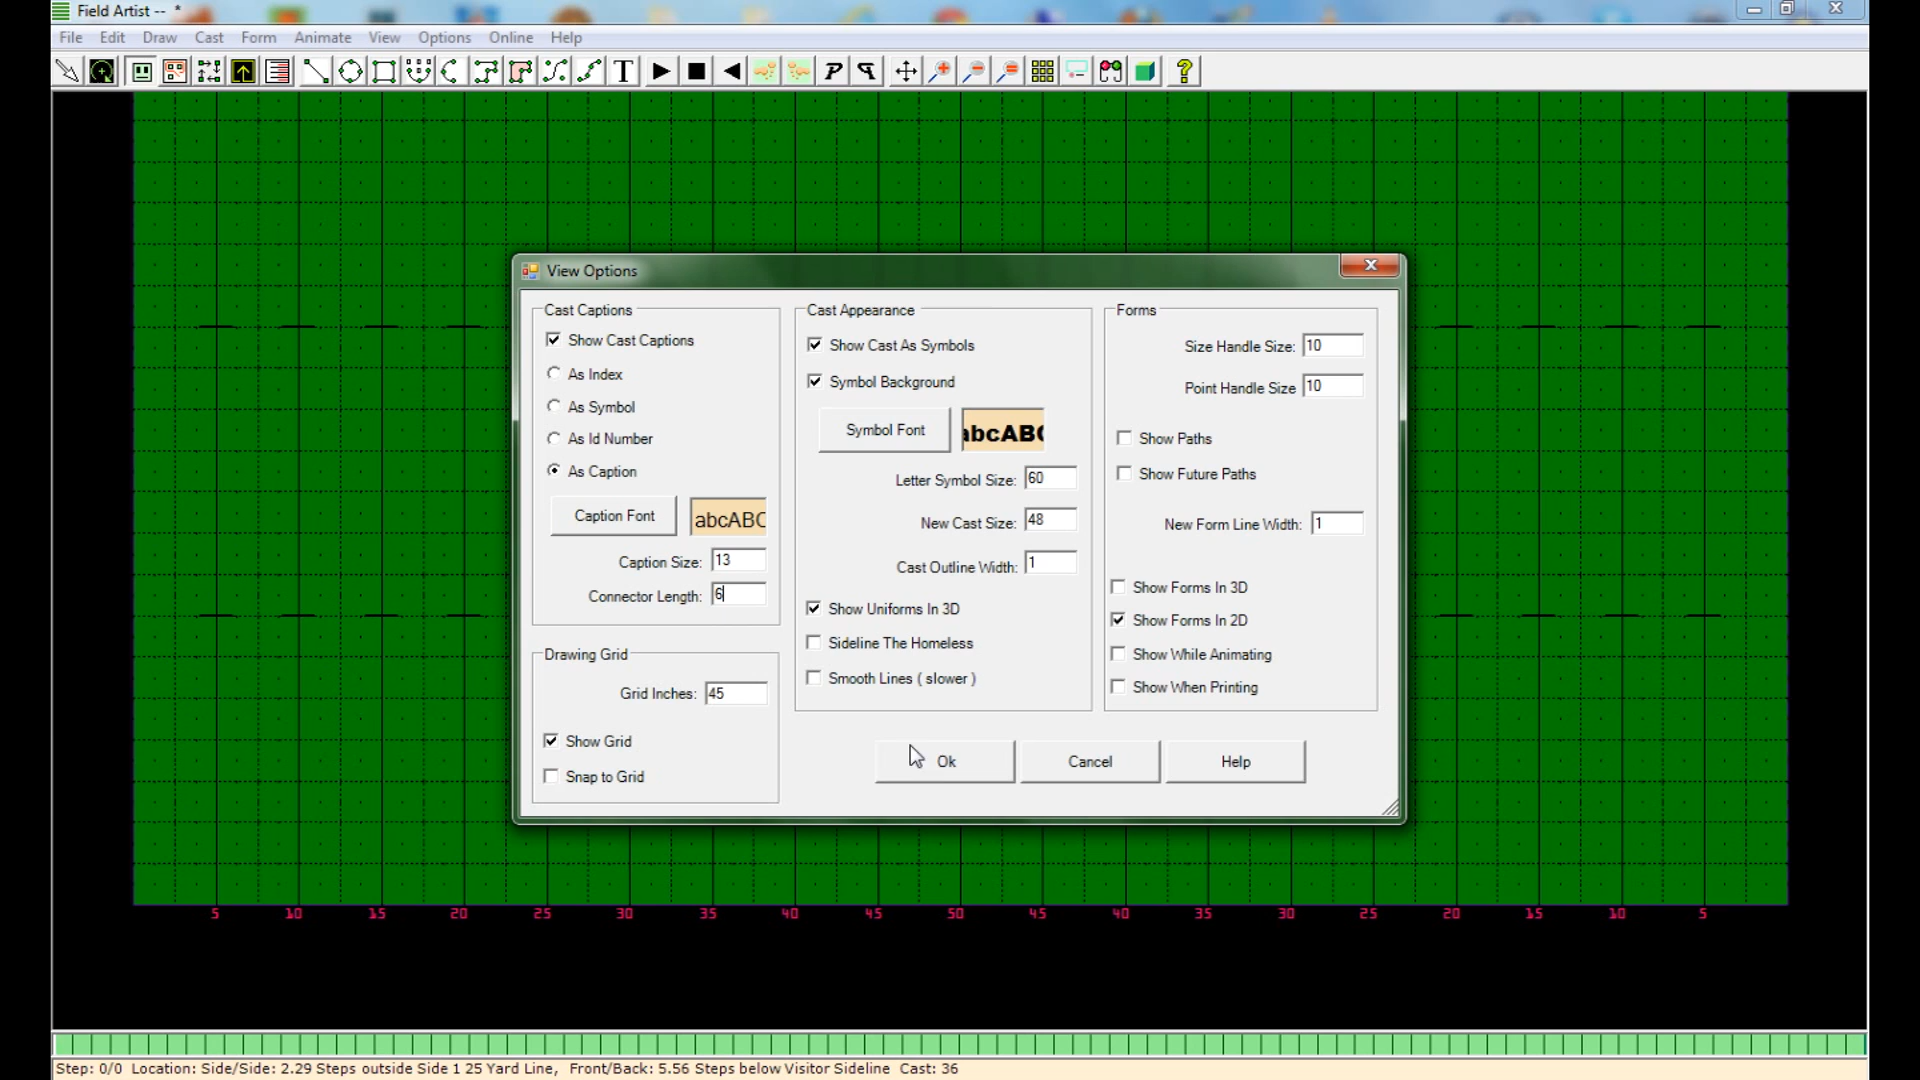 Field Artist -- *
File Edit Draw Cast Form Animate View Options Online Help
T P ?
View Options
Cast Captions
Show Cast Captions
As Index
As Symbol
As Id Number
As Caption
Caption Font abcABC
Caption Size: 13
Connector Length: 6
Drawing Grid
Grid Inches: 45
Show Grid
Snap to Grid
Cast Appearance
Show Cast As Symbols
Symbol Background
Symbol Font abcABC
Letter Symbol Size: 60
New Cast Size: 48
Cast Outline Width: 1
Show Uniforms In 3D
Sideline The Homeless
Smooth Lines ( slower )
Forms
Size Handle Size: 10
Point Handle Size 10
Show Paths
Show Future Paths
New Form Line Width: 1
Show Forms In 3D
Show Forms In 2D
Show While Animating
Show When Printing
Ok Cancel Help
5 10 15 20 25 30 35 40 45 50 45 40 35 30 25 20 15 10 5
Step: 0/0 Location: Side/Side: 2.29 Steps outside Side 1 25 Yard Line, Front/Back: 5.56 Steps below Visitor Sideline Cast: 36